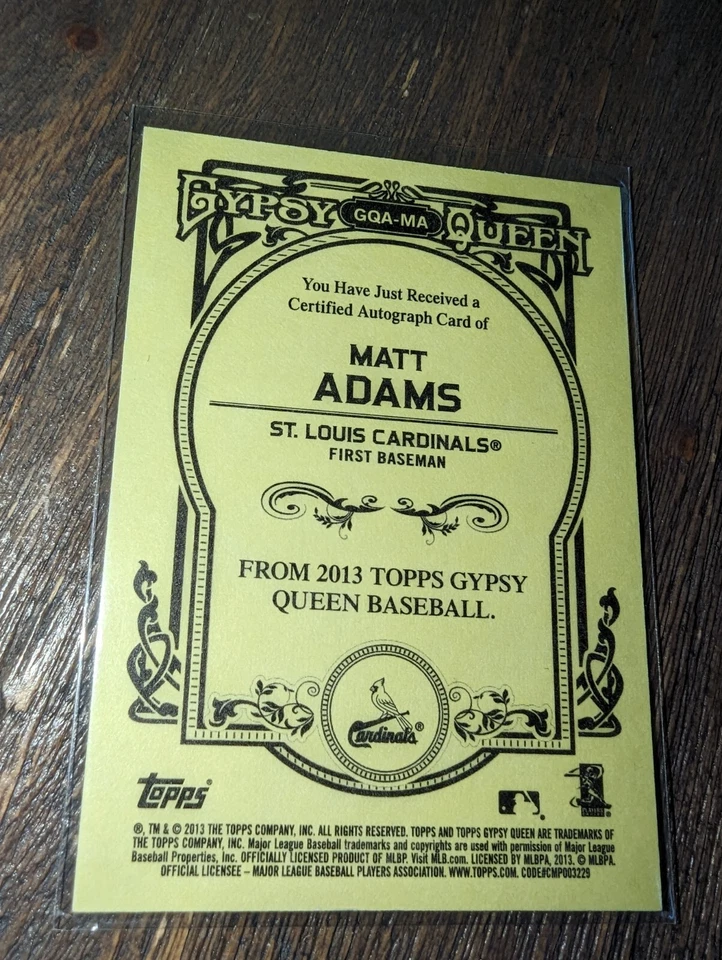 GYPSY GQA-MA QUEEN
You Have Just Received a
Certified Autograph Card of
MATT
ADAMS
ST. LOUIS CARDINALS®
FIRST BASEMAN
FROM 2013 TOPPS GYPSY
QUEEN BASEBALL.
Cardinals®
topps®
®, TM & © 2013 THE TOPPS COMPANY, INC. ALL RIGHTS RESERVED. TOPPS AND TOPPS GYPSY QUEEN ARE TRADEMARKS OF
THE TOPPS COMPANY, INC. Major League Baseball trademarks and copyrights are used with permission of Major League
Baseball Properties, Inc. OFFICIALLY LICENSED PRODUCT OF MLBP. Visit MLB.com. LICENSED BY MLBPA, 2013. © MLBPA.
OFFICIAL LICENSEE – MAJOR LEAGUE BASEBALL PLAYERS ASSOCIATION. WWW.TOPPS.COM. CODE#CMP003229